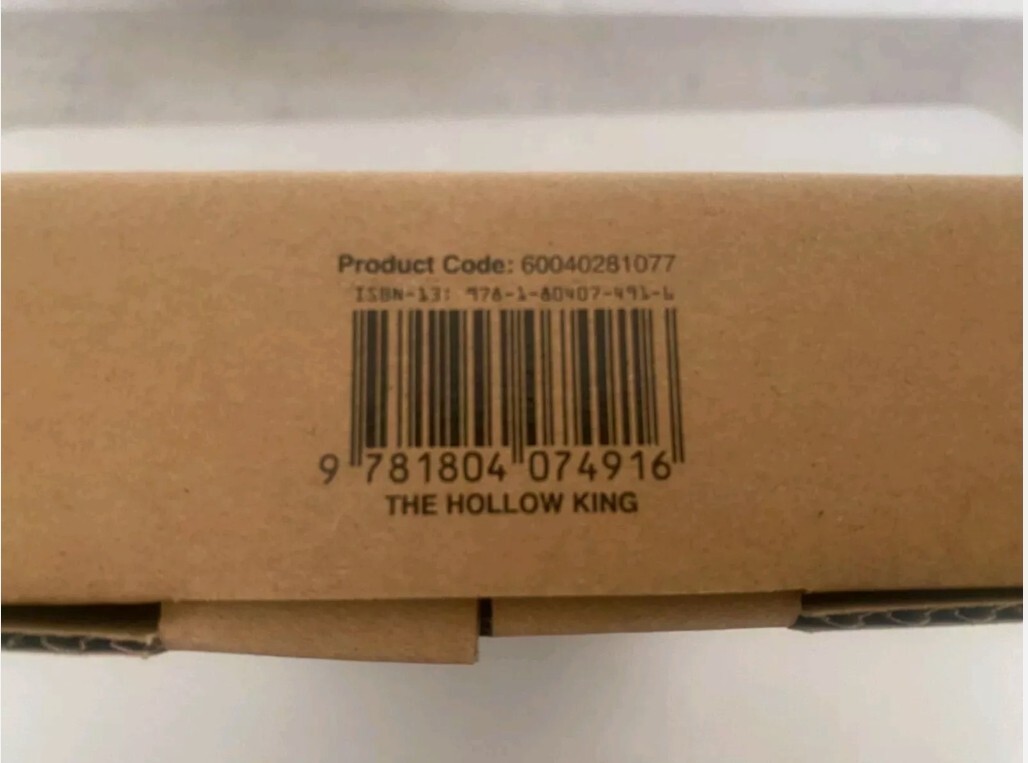 Product Code: 60040281077
ISBN-13: 978-1-80407-491-6
9 781804 074916
THE HOLLOW KING